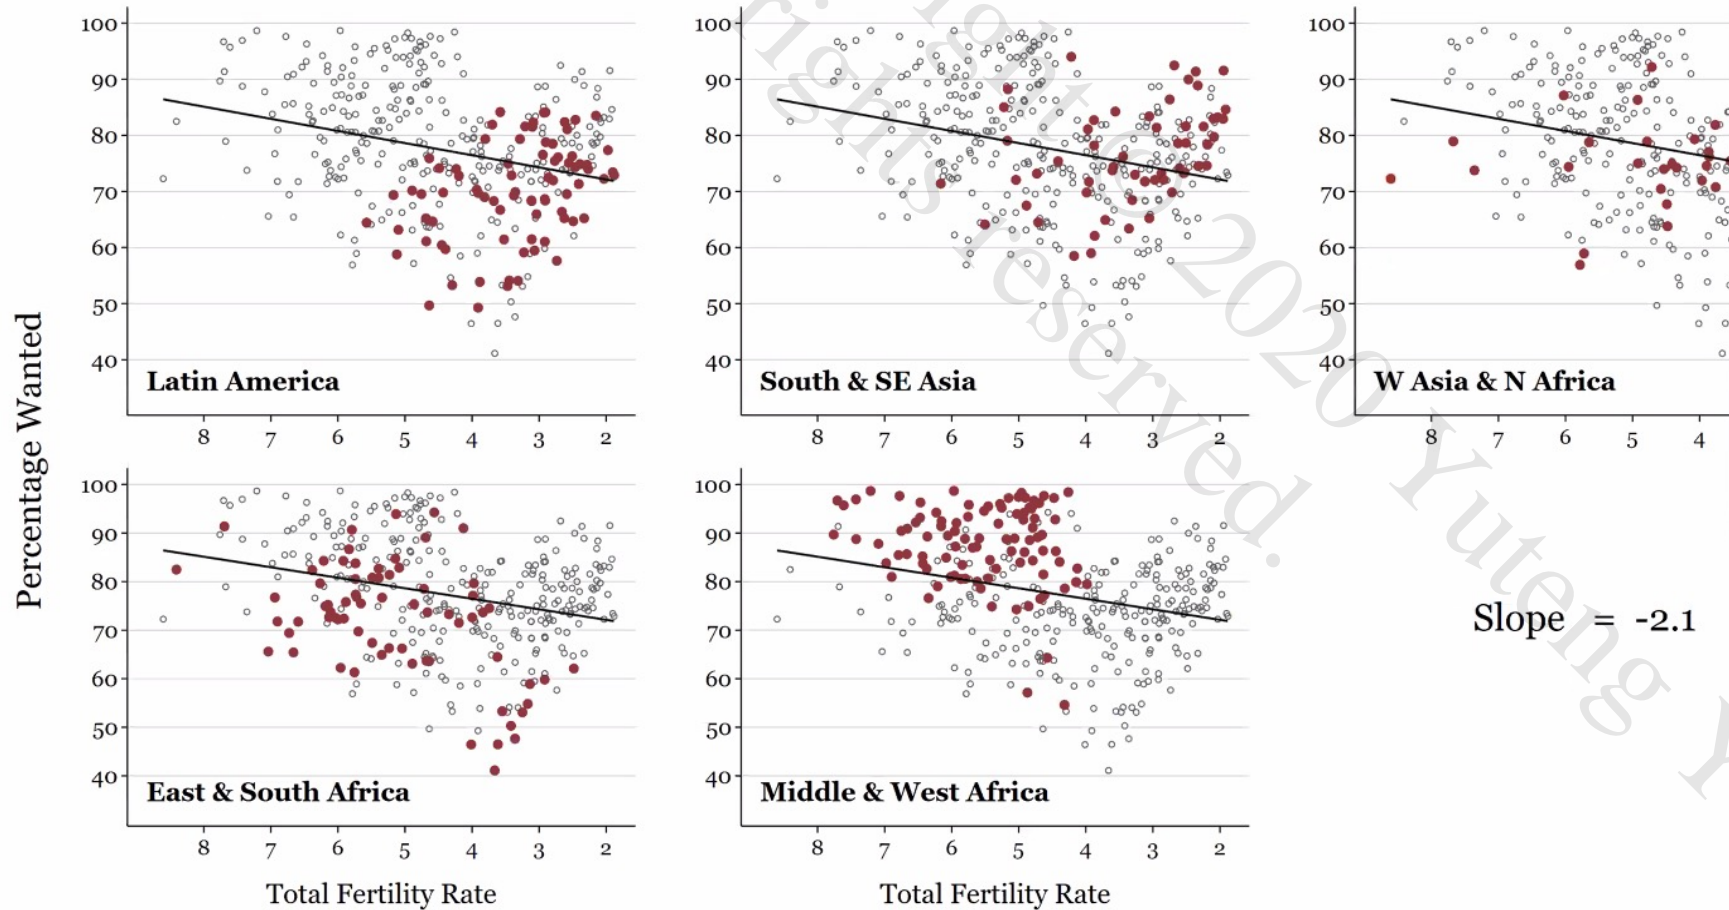 Percentage Wanted
100
90
80
70
60
50
40
Latin America
8 7 6 5 4 3 2
100
90
80
70
60
50
40
South & SE Asia
8 7 6 5 4 3 2
100
90
80
70
60
50
40
W Asia & N Africa
8 7 6 5 4
100
90
80
70
60
50
40
East & South Africa
8 7 6 5 4 3 2
Total Fertility Rate
100
90
80
70
60
50
40
Middle & West Africa
8 7 6 5 4 3 2
Total Fertility Rate
Slope = -2.1
right © 2020 Yuteng Y
rights reserved.